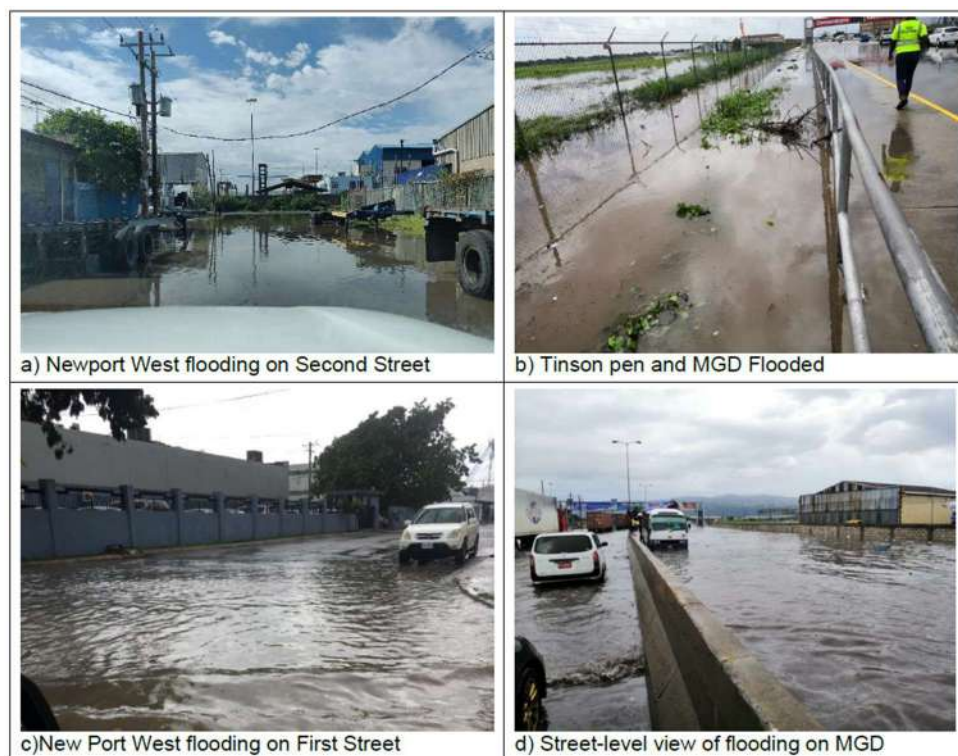 a) Newport West flooding on Second Street
b) Tinson pen and MGD Flooded
c)New Port West flooding on First Street
d) Street-level view of flooding on MGD